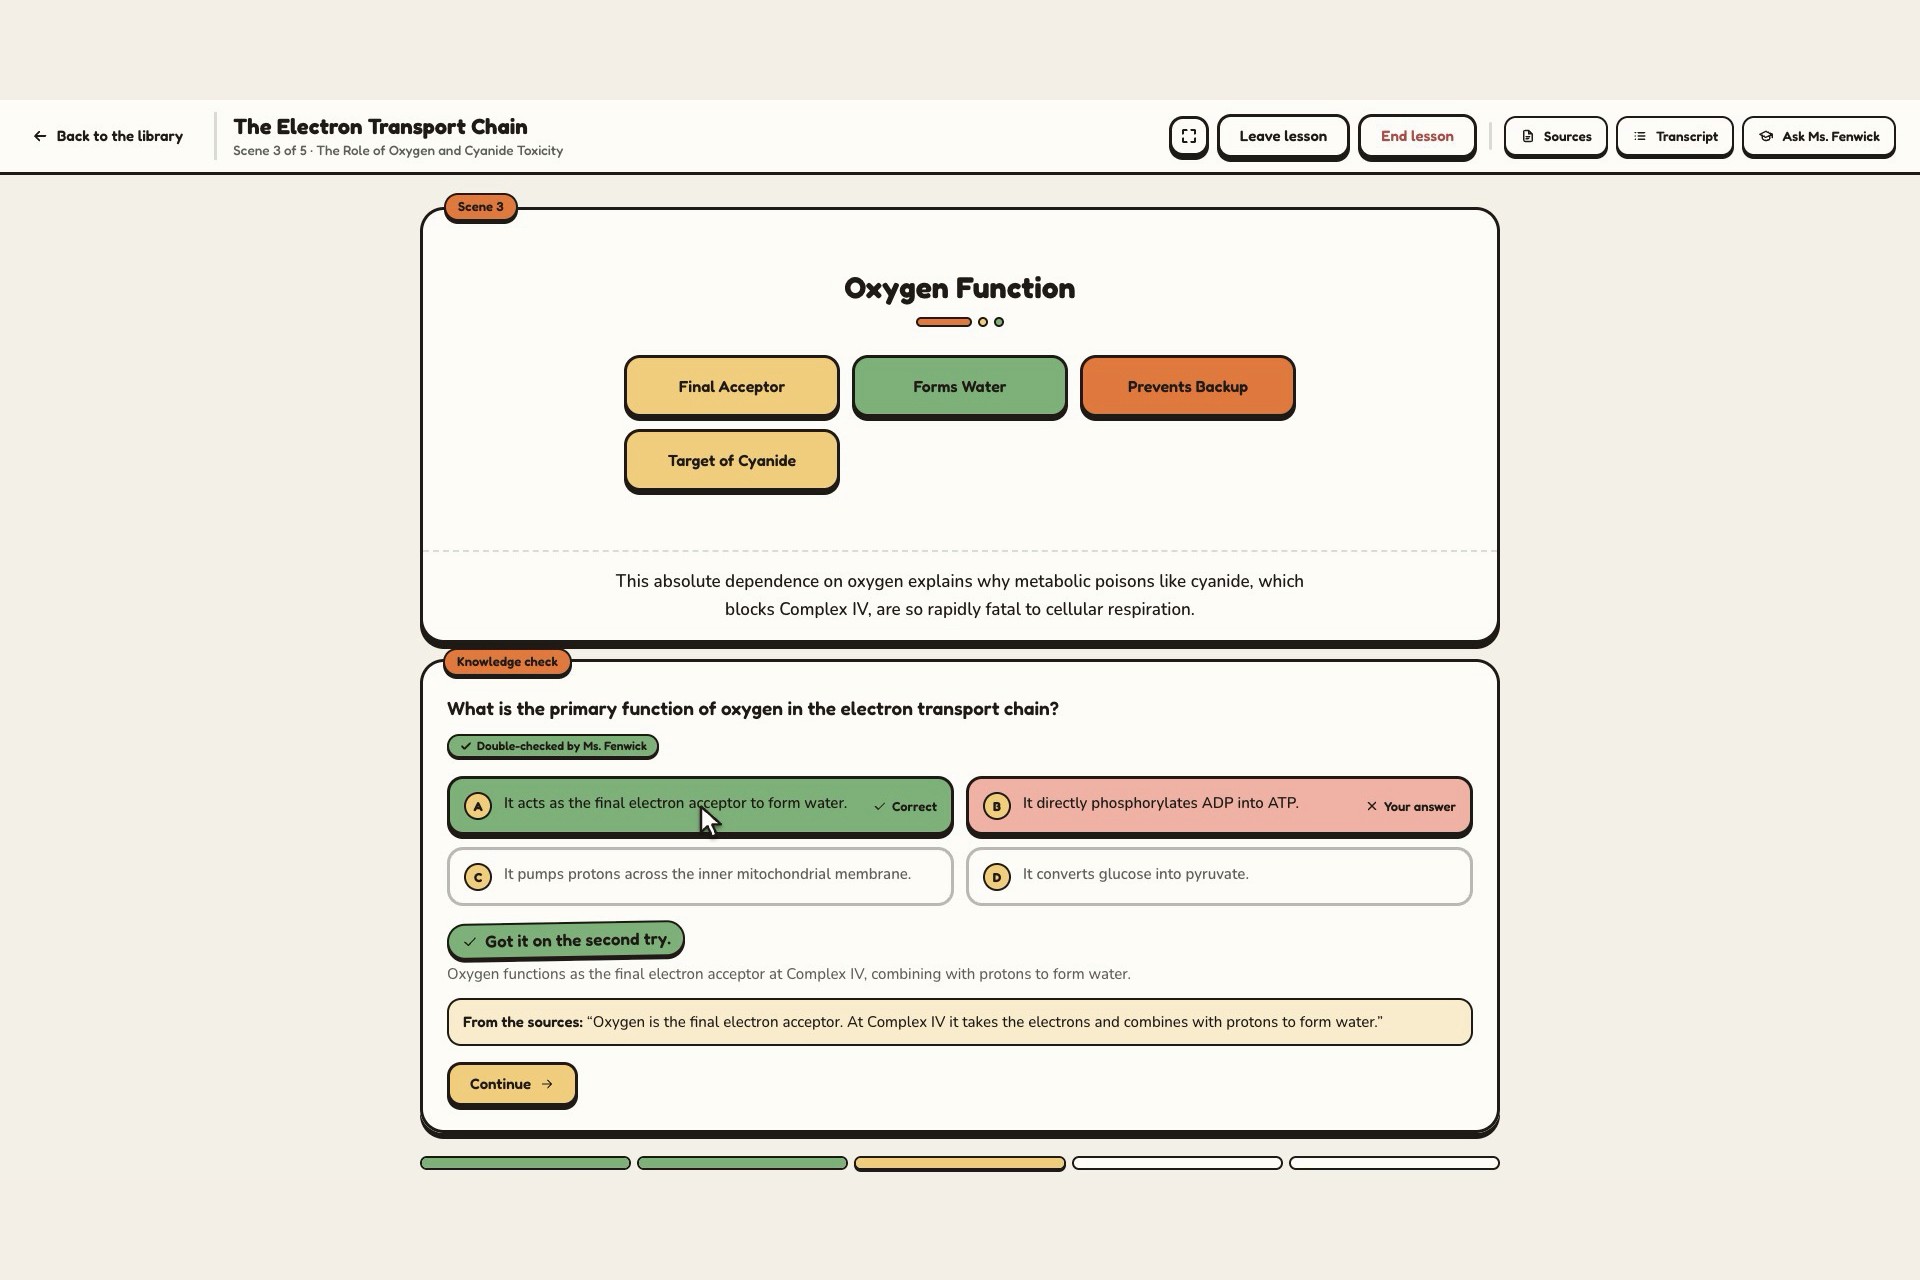 Back to the library
The Electron Transport Chain
Scene 3 of 5 · The Role of Oxygen and Cyanide Toxicity
Leave lesson
End lesson
Sources
Transcript
Ask Ms. Fenwick
Scene 3
Oxygen Function
Final Acceptor
Forms Water
Prevents Backup
Target of Cyanide
This absolute dependence on oxygen explains why metabolic poisons like cyanide, which
blocks Complex IV, are so rapidly fatal to cellular respiration.
Knowledge check
What is the primary function of oxygen in the electron transport chain?
Double-checked by Ms. Fenwick
A It acts as the final electron acceptor to form water. Correct
B It directly phosphorylates ADP into ATP. Your answer
C It pumps protons across the inner mitochondrial membrane.
D It converts glucose into pyruvate.
Got it on the second try.
Oxygen functions as the final electron acceptor at Complex IV, combining with protons to form water.
From the sources: “Oxygen is the final electron acceptor. At Complex IV it takes the electrons and combines with protons to form water.”
Continue